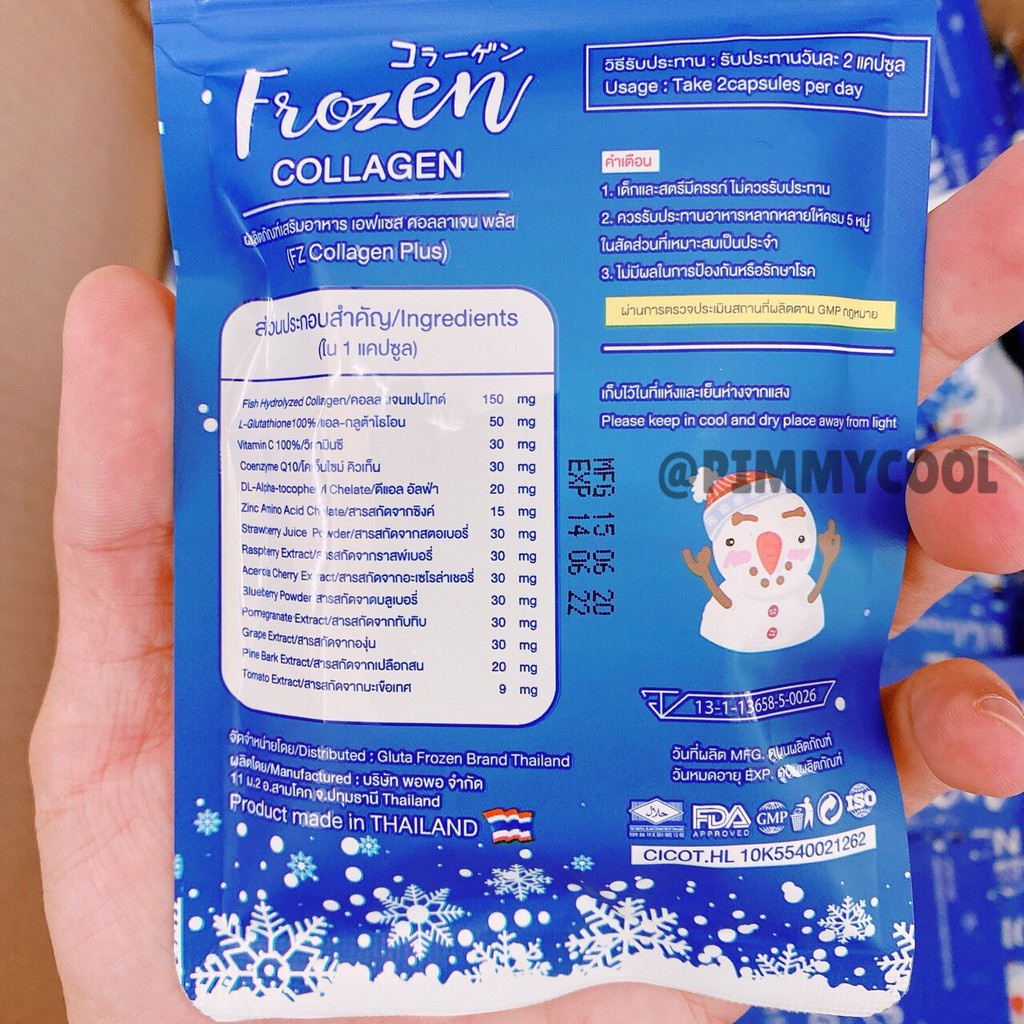 コラーゲン
Frozen
COLLAGEN
ผลิตภัณฑ์เสริมอาหาร เอฟแซส คอลลาเจน พลัส
(FZ Collagen Plus)
ส่วนประกอบสำคัญ/Ingredients
(ใน 1 แคปซูล)
Fish Hydrolyzed Collagen/คอลลาเจนเปปไทด์ 150 mg
L-Glutathione100%/แอล-กลูต้าไธโอน 50 mg
Vitamin C 100%/วิตามินซี 30 mg
Coenzyme Q10/โคเอ็นไซม์ คิวเท็น 30 mg
DL-Alpha-tocopheryl Chelate/ดีแอล อัลฟ่า 20 mg
Zinc Amino Acid Chelate/สารสกัดจากซิงค์ 15 mg
Strawberry Juice Powder/สารสกัดจากสตอเบอรี่ 30 mg
Raspberry Extract/สารสกัดจากราสพ์เบอรี่ 30 mg
Acerola Cherry Extract/สารสกัดจากอะเซโรล่าเชอรี่ 30 mg
Blueberry Powder/สารสกัดจากบลูเบอรี่ 30 mg
Pomegranate Extract/สารสกัดจากทับทิบ 30 mg
Grape Extract/สารสกัดจากองุ่น 30 mg
Pine Bark Extract/สารสกัดจากเปลือกสน 20 mg
Tomato Extract/สารสกัดจากมะเขือเทศ 9 mg
จัดจำหน่ายโดย/Distributed : Gluta Frozen Brand Thailand
ผลิตโดย/Manufactured : บริษัท พอพอ จำกัด
11 ม.2 อ.สามโคก จ.ปทุมธานี Thailand
Product made in THAILAND
วิธีรับประทาน : รับประทานวันละ 2 แคปซูล
Usage : Take 2capsules per day
คำเตือน
1. เด็กและสตรีมีครรภ์ ไม่ควรรับประทาน
2. ควรรับประทานอาหารหลากหลายให้ครบ 5 หมู่
ในสัดส่วนที่เหมาะสมเป็นประจำ
3. ไม่มีผลในการป้องกันหรือรักษาโรค
ผ่านการตรวจประเมินสถานที่ผลิตตาม GMP กฎหมาย
เก็บไว้ในที่แห้งและเย็นห่างจากแสง
Please keep in cool and dry place away from light
MFG 15 06 20
EXP 14 06 22
@PIMMYCOOL
13-1-13658-5-0026
วันที่ผลิต MFG. ดูบนผลิตภัณฑ์
วันหมดอายุ EXP. ดูบนผลิตภัณฑ์
FDA
APPROVED
GMP
ISO
CICOT.HL 10K5540021262